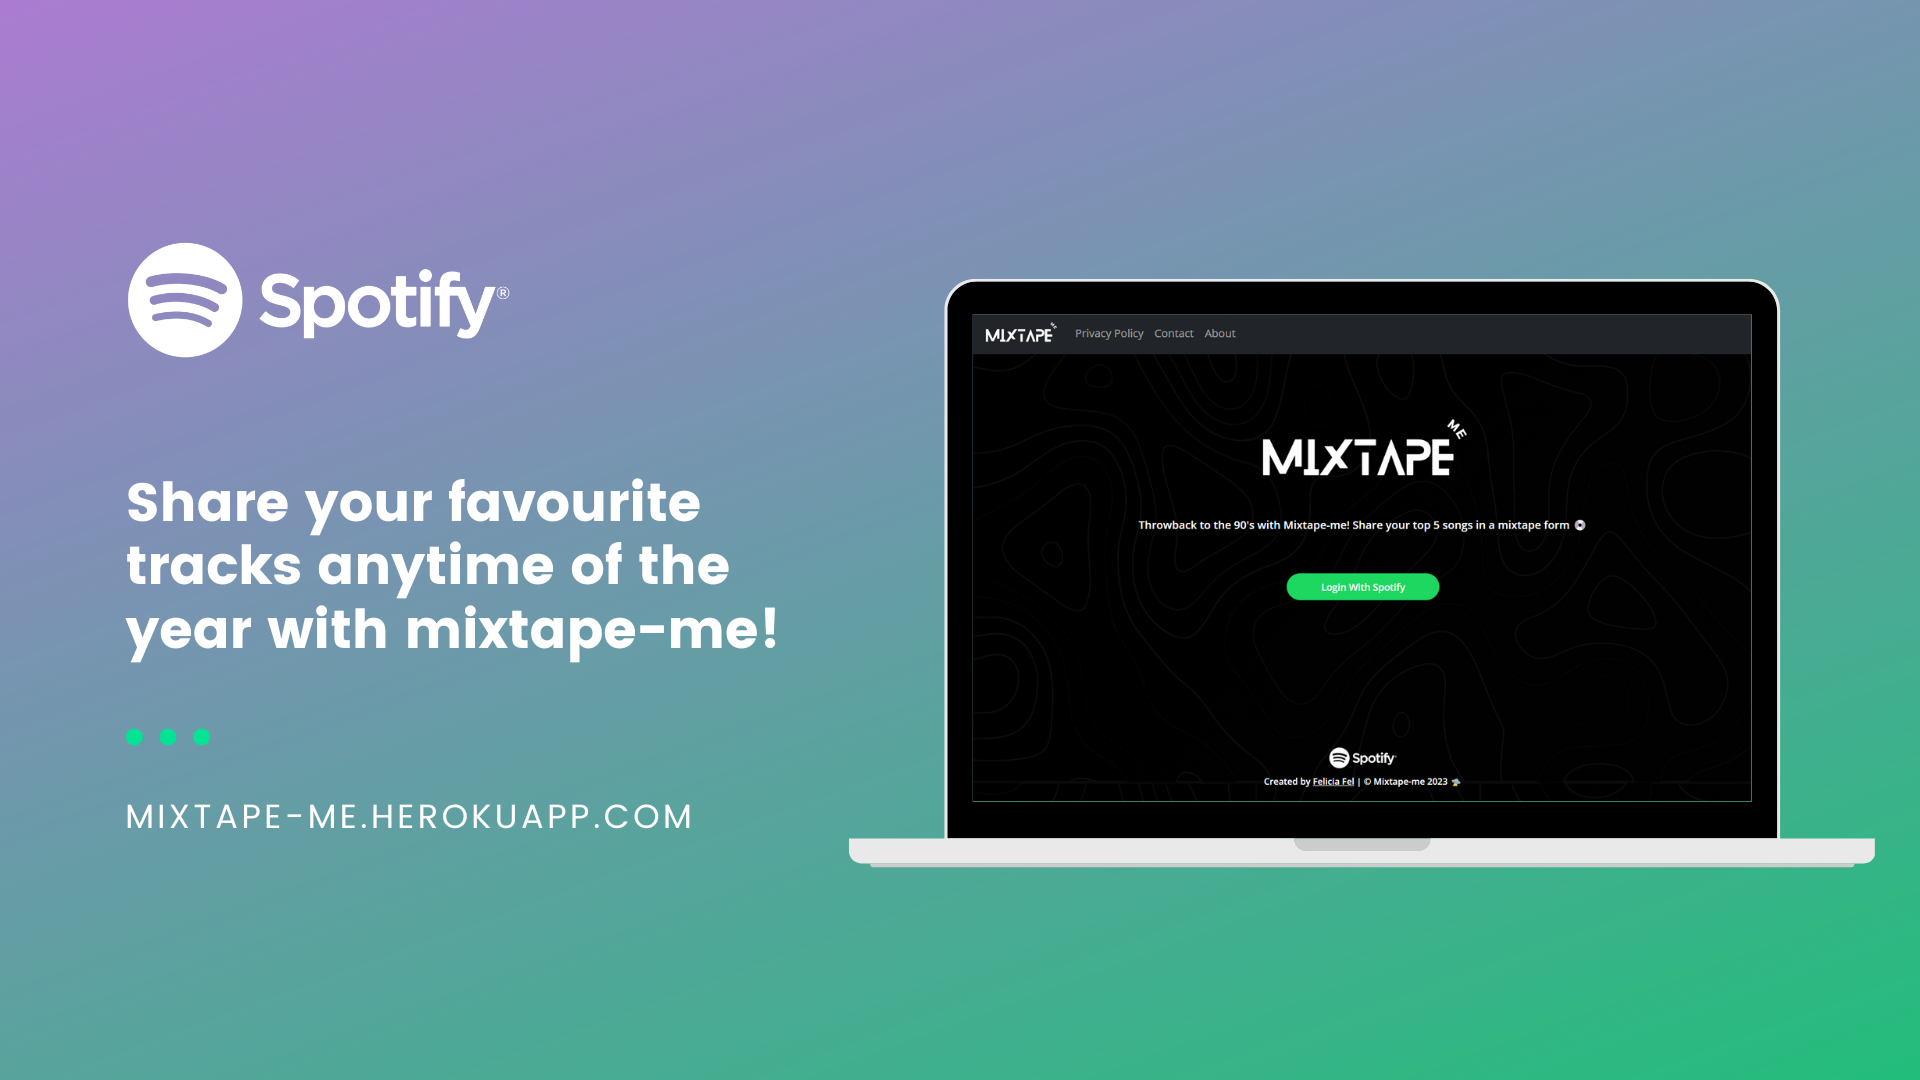 Spotify®
Share your favourite
tracks anytime of the
year with mixtape-me!
MIXTAPE-ME.HEROKUAPP.COM
MIXTAPE ME Privacy Policy Contact About
MIXTAPE ME
Throwback to the 90's with Mixtape-me! Share your top 5 songs in a mixtape form
Login With Spotify
Spotify
Created by Felicia Fel | © Mixtape-me 2023